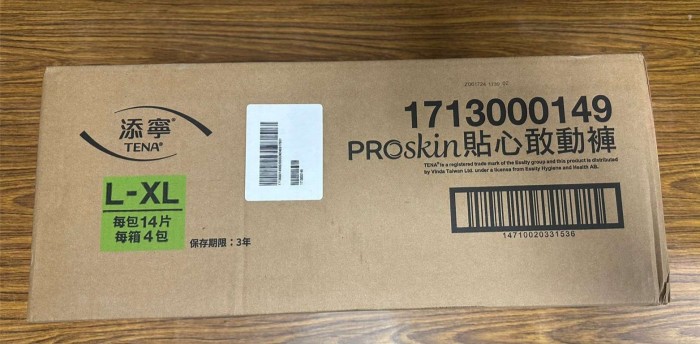 添寧®
TENA®
L-XL
每包14片
每箱4包
保存期限：3年
1713000149
PROskin貼心敢動褲
TENA® is a registered trade mark of the Essity group and this product is distributed
by Vinda Taiwan Ltd. under a license from Essity Hygiene and Health AB.
14710020331536